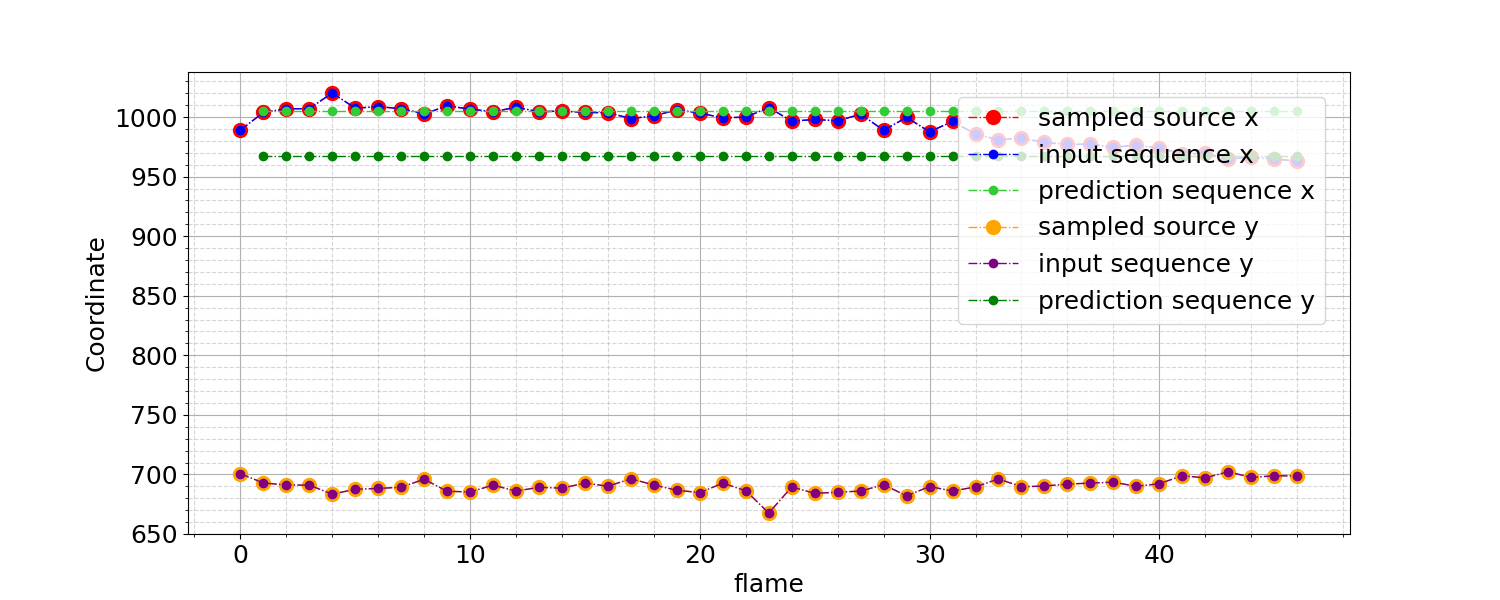 1000
950
900
850
800
750
700
650
Coordinate
0 10 20 30 40
flame
sampled source x
input sequence x
prediction sequence x
sampled source y
input sequence y
prediction sequence y